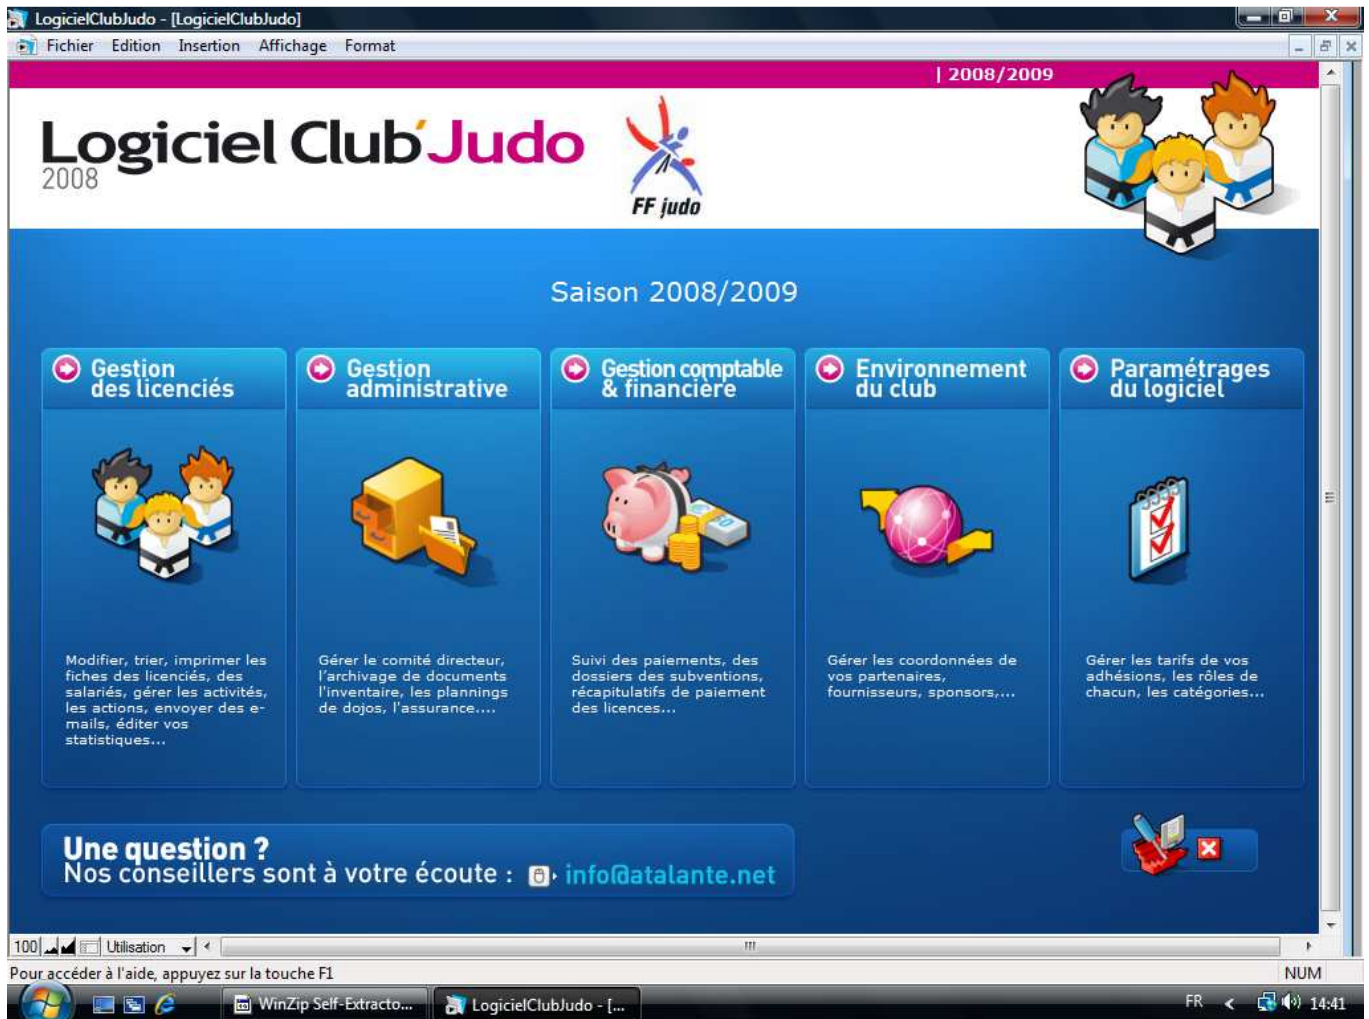 LogicielClubJudo - [LogicielClubJudo]
Fichier Edition Insertion Affichage Format
| 2008/2009
Logiciel Club'Judo
2008
FF judo
Saison 2008/2009
Gestion
des licenciés
Modifier, trier, imprimer les
fiches des licenciés, des
salariés, gérer les activités,
les actions, envoyer des e-
mails, éditer vos
statistiques...
Gestion
administrative
Gérer le comité directeur,
l'archivage de documents
l'inventaire, les plannings
de dojos, l'assurance....
Gestion comptable
& financière
Suivi des paiements, des
dossiers des subventions,
récapitulatifs de paiement
des licences...
Environnement
du club
Gérer les coordonnées de
vos partenaires,
fournisseurs, sponsors,...
Paramétrages
du logiciel
Gérer les tarifs de vos
adhésions, les rôles de
chacun, les catégories...
Une question ?
Nos conseillers sont à votre écoute : info@atalante.net
100 Utilisation
Pour accéder à l'aide, appuyez sur la touche F1
NUM
WinZip Self-Extracto... LogicielClubJudo - [... FR 14:41